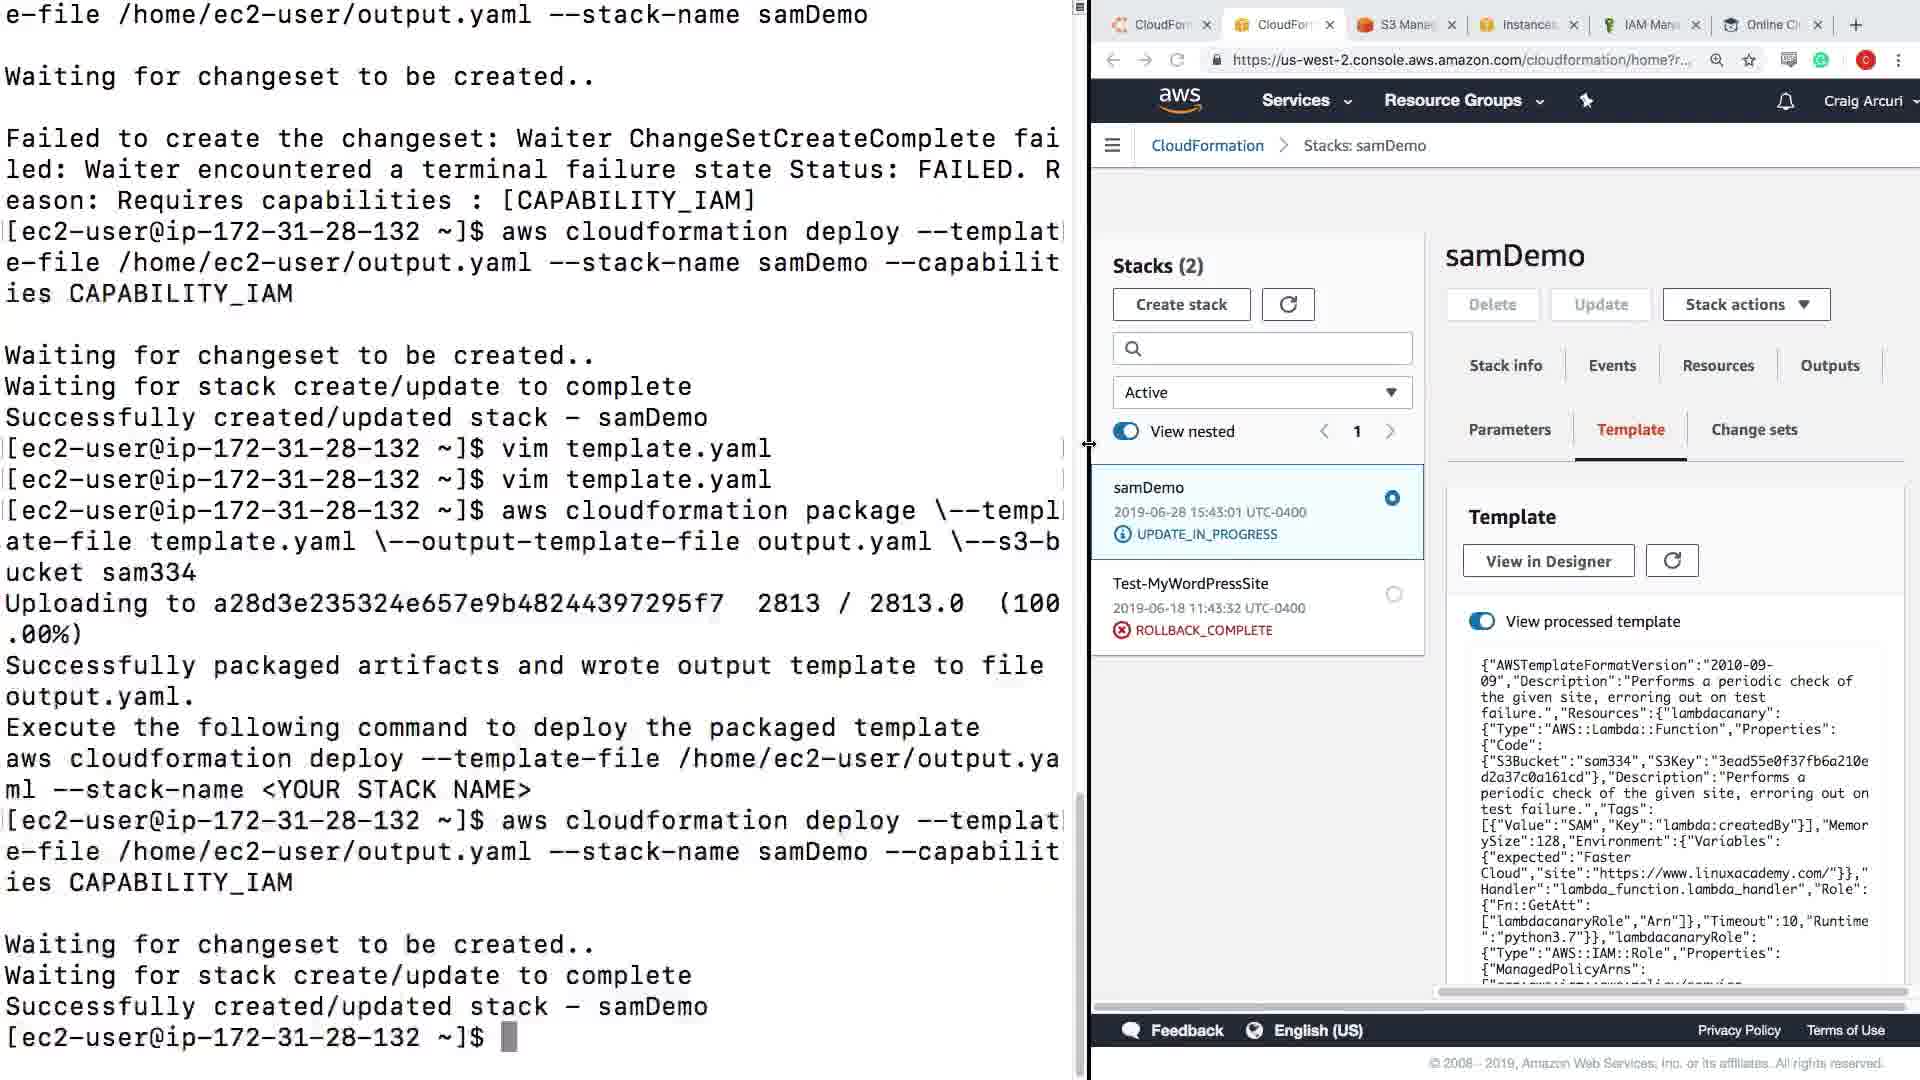 e-file /home/ec2-user/output.yaml --stack-name samDemo
Waiting for changeset to be created..
Failed to create the changeset: Waiter ChangeSetCreateComplete fai
led: Waiter encountered a terminal failure state Status: FAILED. R
eason: Requires capabilities : [CAPABILITY_IAM]
[ec2-user@ip-172-31-28-132 ~]$ aws cloudformation deploy --templat
e-file /home/ec2-user/output.yaml --stack-name samDemo --capabilit
ies CAPABILITY_IAM
Waiting for changeset to be created..
Waiting for stack create/update to complete
Successfully created/updated stack - samDemo
[ec2-user@ip-172-31-28-132 ~]$ vim template.yaml
[ec2-user@ip-172-31-28-132 ~]$ vim template.yaml
[ec2-user@ip-172-31-28-132 ~]$ aws cloudformation package \--templ
ate-file template.yaml \--output-template-file output.yaml \--s3-b
ucket sam334
Uploading to a28d3e235324e657e9b48244397295f7  2813 / 2813.0  (100
.00%)
Successfully packaged artifacts and wrote output template to file
output.yaml.
Execute the following command to deploy the packaged template
aws cloudformation deploy --template-file /home/ec2-user/output.ya
ml --stack-name <YOUR STACK NAME>
[ec2-user@ip-172-31-28-132 ~]$ aws cloudformation deploy --templat
e-file /home/ec2-user/output.yaml --stack-name samDemo --capabilit
ies CAPABILITY_IAM
Waiting for changeset to be created..
Waiting for stack create/update to complete
Successfully created/updated stack - samDemo
[ec2-user@ip-172-31-28-132 ~]$
CloudForm CloudForm S3 Manag Instances IAM Mana Online Cl
https://us-west-2.console.aws.amazon.com/cloudformation/home?r...
aws Services Resource Groups Craig Arcuri
CloudFormation > Stacks: samDemo
Stacks (2)
Create stack
Active
View nested 1
samDemo
2019-06-28 15:43:01 UTC-0400
UPDATE_IN_PROGRESS
Test-MyWordPressSite
2019-06-18 11:43:32 UTC-0400
ROLLBACK_COMPLETE
samDemo
Delete Update Stack actions
Stack info Events Resources Outputs
Parameters Template Change sets
Template
View in Designer
View processed template
{"AWSTemplateFormatVersion":"2010-09-
09","Description":"Performs a periodic check of
the given site, erroring out on test
failure.","Resources":{"lambdacanary":
{"Type":"AWS::Lambda::Function","Properties":
{"Code":
{"S3Bucket":"sam334","S3Key":"3ead55e0f37fb6a210e
d2a37c0a161cd"},"Description":"Performs a
periodic check of the given site, erroring out on
test failure.","Tags":
[{"Value":"SAM","Key":"lambda:createdBy"}],"Memor
ySize":128,"Environment":{"Variables":
{"expected":"Faster
Cloud","site":"https://www.linuxacademy.com/"}},"
Handler":"lambda_function.lambda_handler","Role":
{"Fn::GetAtt":
["lambdacanaryRole","Arn"]},"Timeout":10,"Runtime
":"python3.7"}},"lambdacanaryRole":
{"Type":"AWS::IAM::Role","Properties":
{"ManagedPolicyArns":
Feedback English (US) Privacy Policy Terms of Use
© 2008 - 2019, Amazon Web Services, Inc. or its affiliates. All rights reserved.